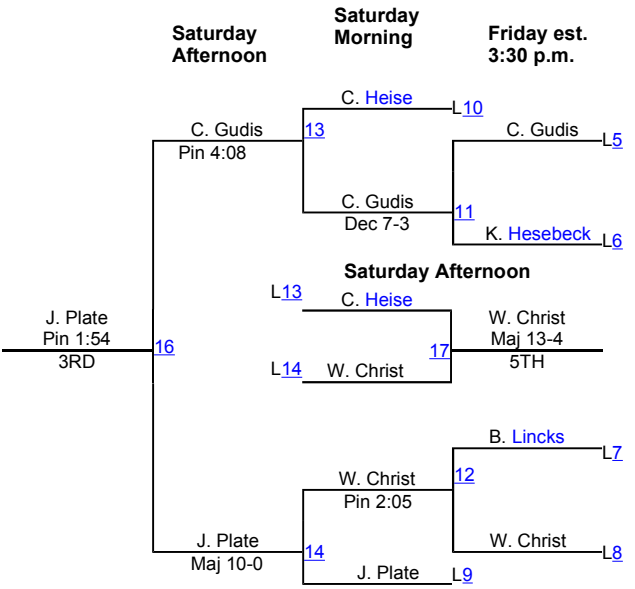 Saturday
Afternoon
Saturday
Morning
Friday est.
3:30 p.m.
C. Heise
L10
C. Gudis
13
C. Gudis
L5
Pin 4:08
C. Gudis
11
Dec 7-3
K. Hesebeck
L6
Saturday Afternoon
L13
C. Heise
J. Plate
W. Christ
Pin 1:54
16
Maj 13-4
17
3RD
L14
W. Christ
5TH
B. Lincks
L7
W. Christ
12
Pin 2:05
J. Plate
14
W. Christ
L8
Maj 10-0
J. Plate
L9